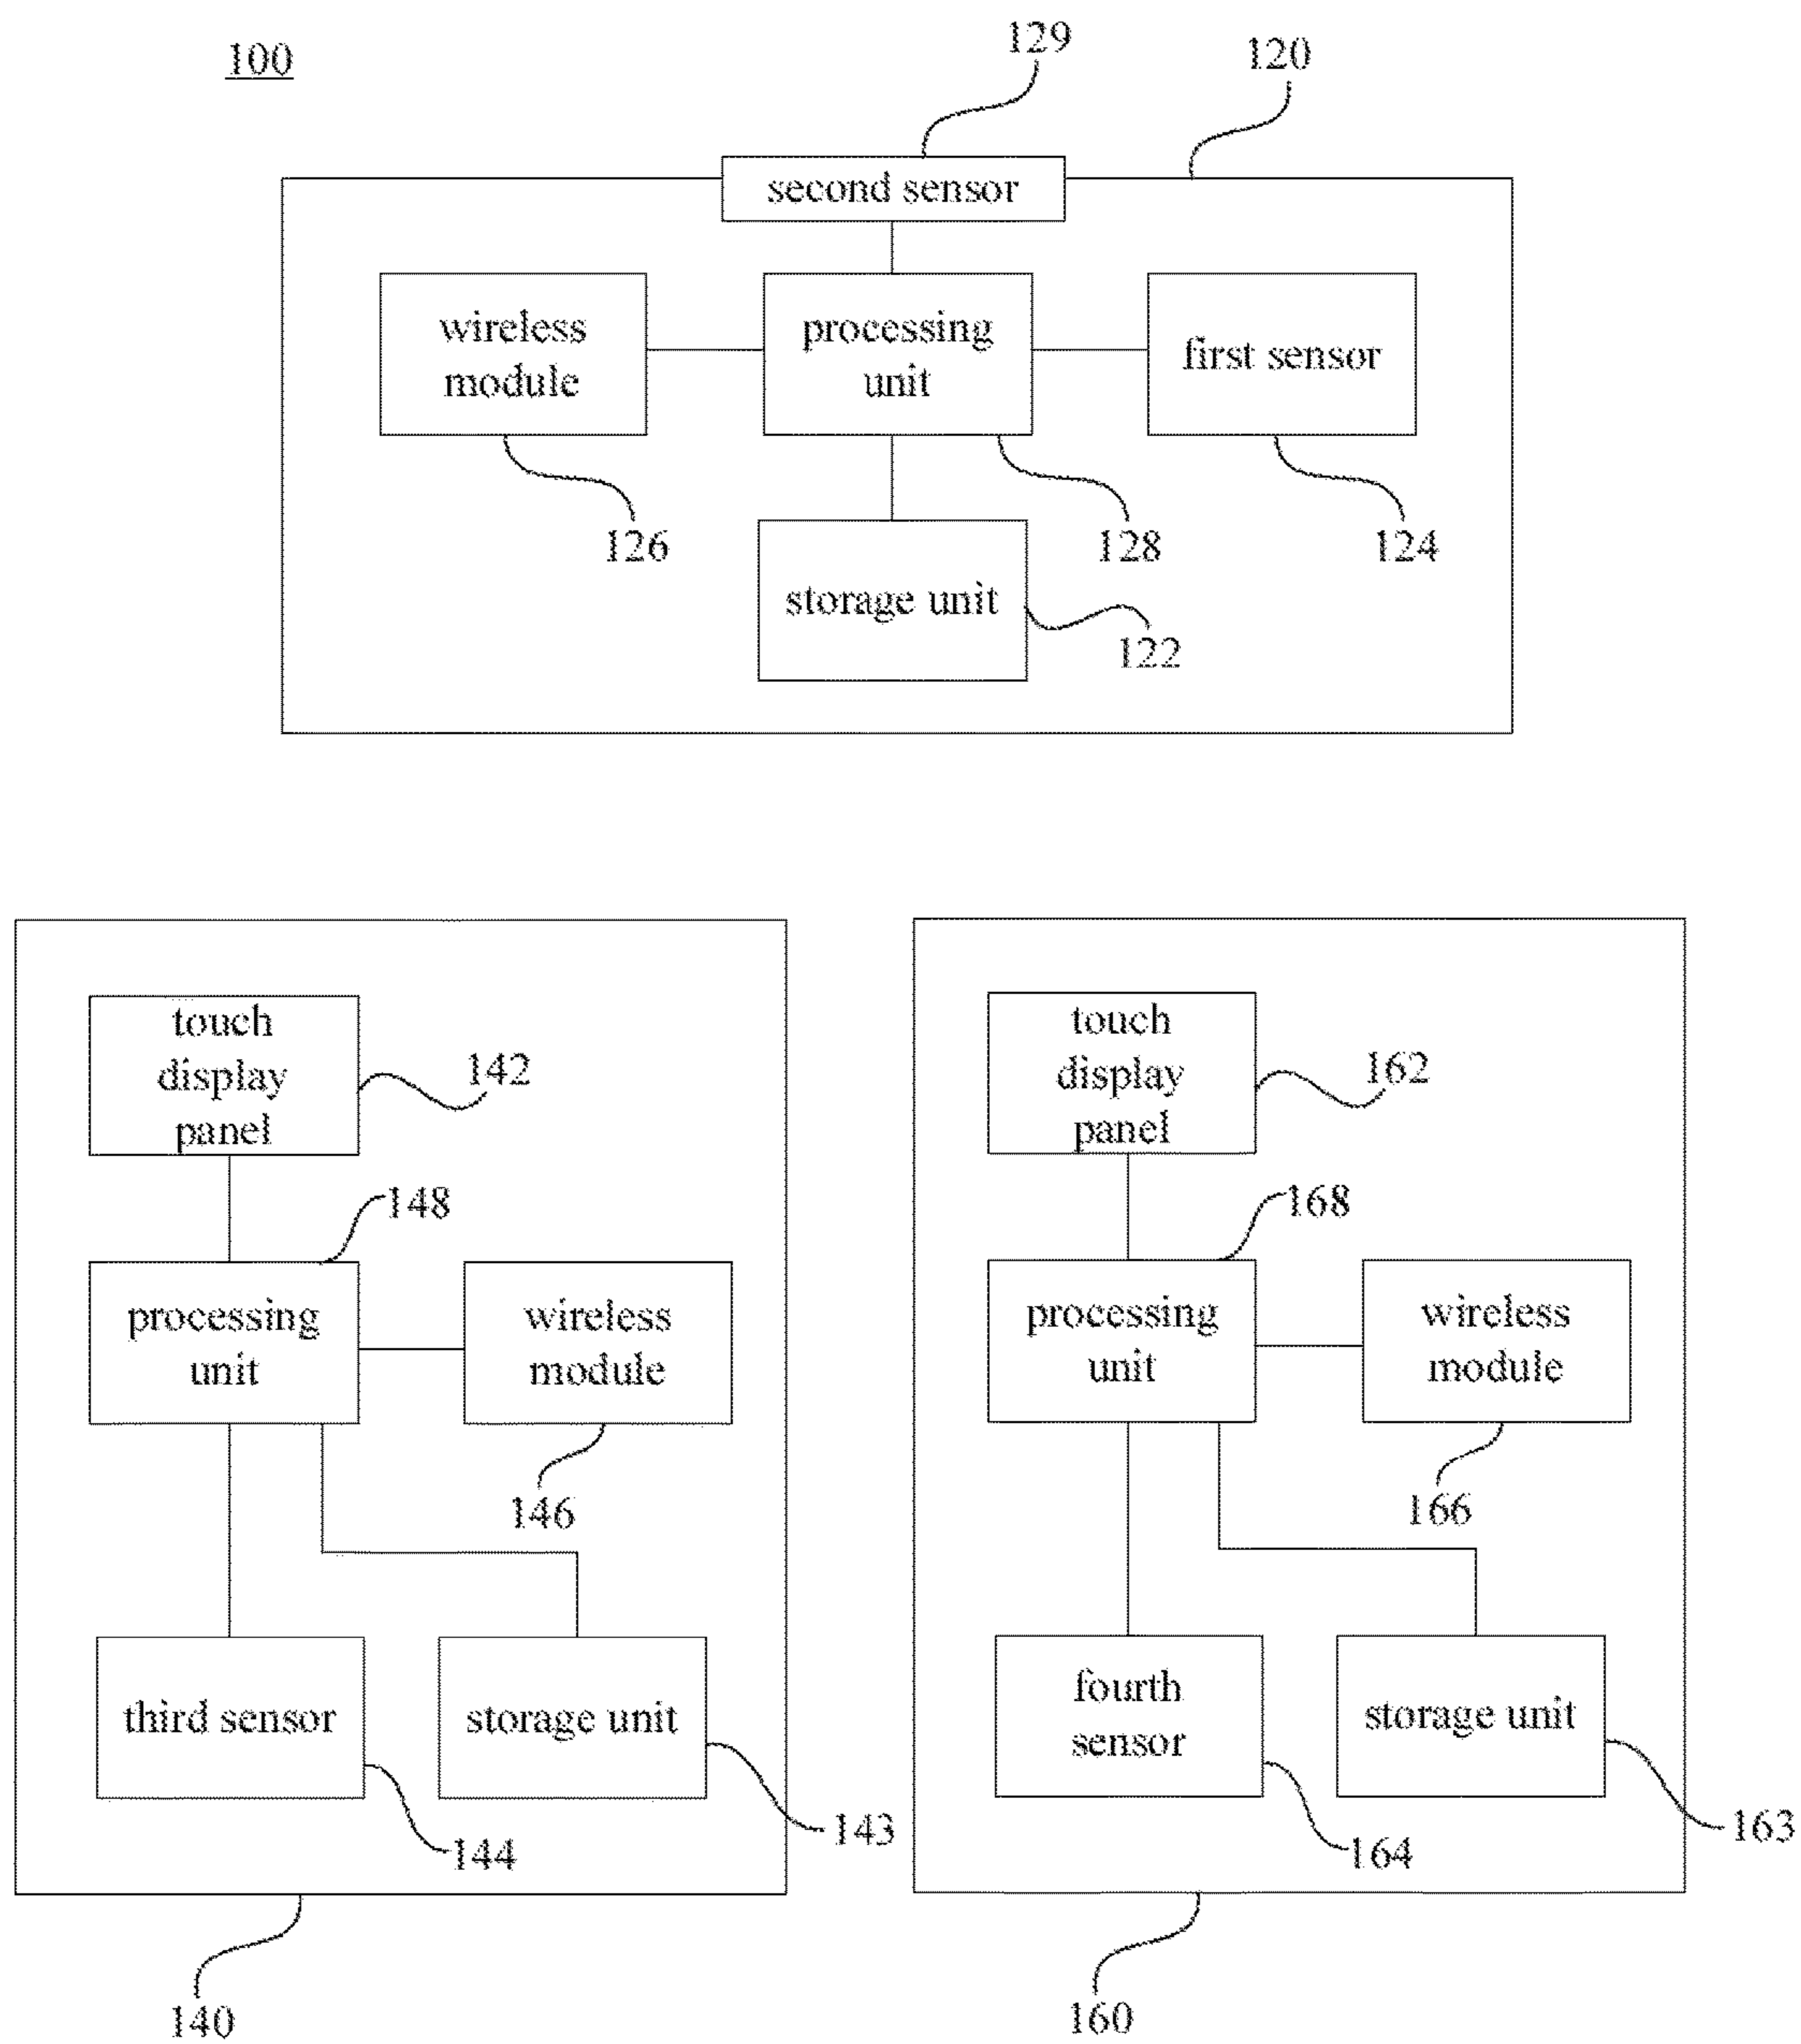 100
129
120
second sensor
wireless
module
processing
unit
first sensor
126
128
124
storage unit
122
touch
display
panel
142
148
processing
unit
wireless
module
146
third sensor
storage unit
144
143
140
touch
display
panel
162
168
processing
unit
wireless
module
166
fourth
sensor
storage unit
164
163
160